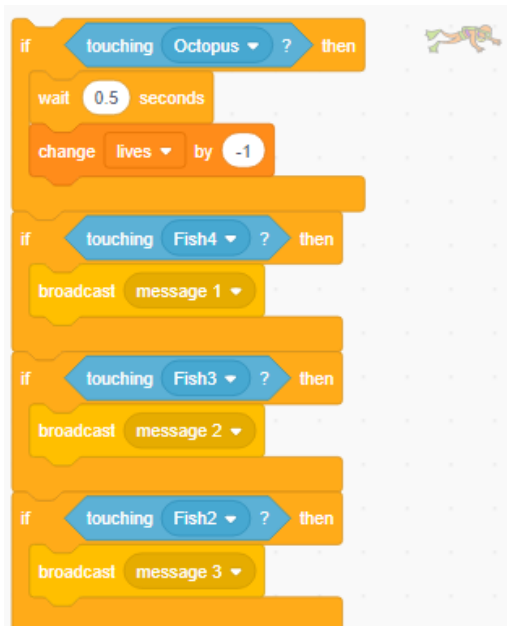 if touching Octopus ? then
wait 0.5 seconds
change lives by -1
if touching Fish4 ? then
broadcast message 1
if touching Fish3 ? then
broadcast message 2
if touching Fish2 ? then
broadcast message 3